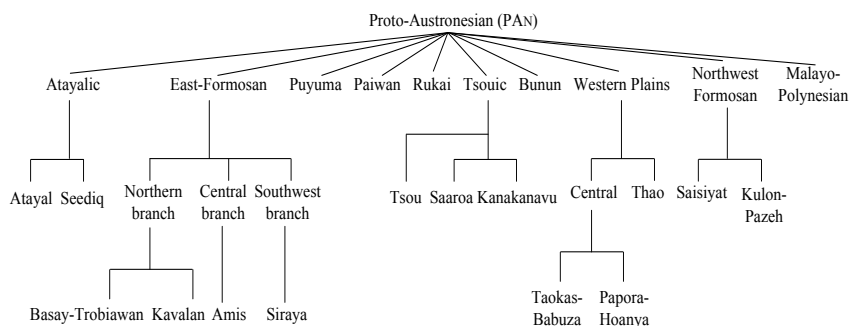 Proto-Austronesian (PAN)
Atayalic East-Formosan Puyuma Paiwan Rukai Tsouic Bunun Western Plains Northwest Formosan Malayo-Polynesian
Atayal Seediq Northern branch Central branch Southwest branch Tsou Saaroa Kanakanavu Central Thao Saisiyat Kulon-Pazeh
Basay-Trobiawan Kavalan Amis Siraya Taokas-Babuza Papora-Hoanya